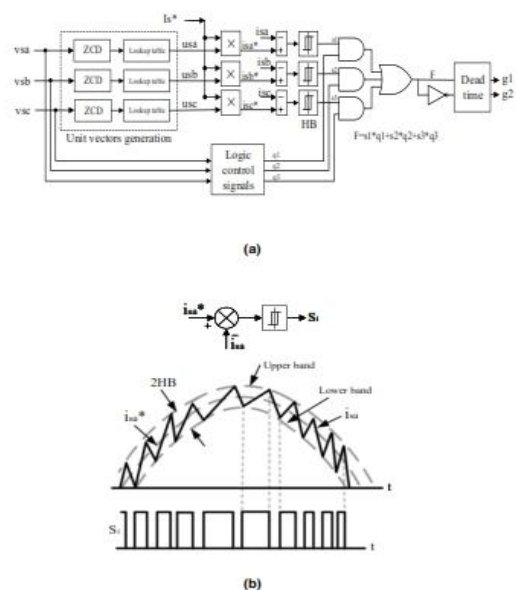 Is*
vsa
ZCD
Lookup table
usa
×
isa
isa*
s1
vsb
ZCD
Lookup table
usb
×
isb
isb*
vsc
ZCD
Lookup table
usc
×
isc
isc*
HB
Unit vectors generation
F
Dead time
g1
g2
F=s1*q1+s2*q2+s3*q3
Logic control signals
q1
q2
q3
(a)
isa*
+
−
isa
Si
2HB
Upper band
Lower band
isa*
isa
t
Si
t
(b)